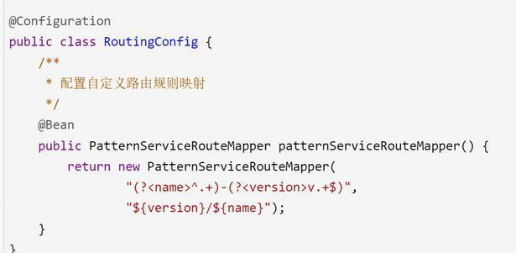 @Configuration
public class RoutingConfig {
    /**
     * 配置自定义路由规则映射
     */
    @Bean
    public PatternServiceRouteMapper patternServiceRouteMapper() {
        return new PatternServiceRouteMapper(
                "(?<name>^.+)-(?<version>v.+$)",
                "${version}/${name}");
    }
}